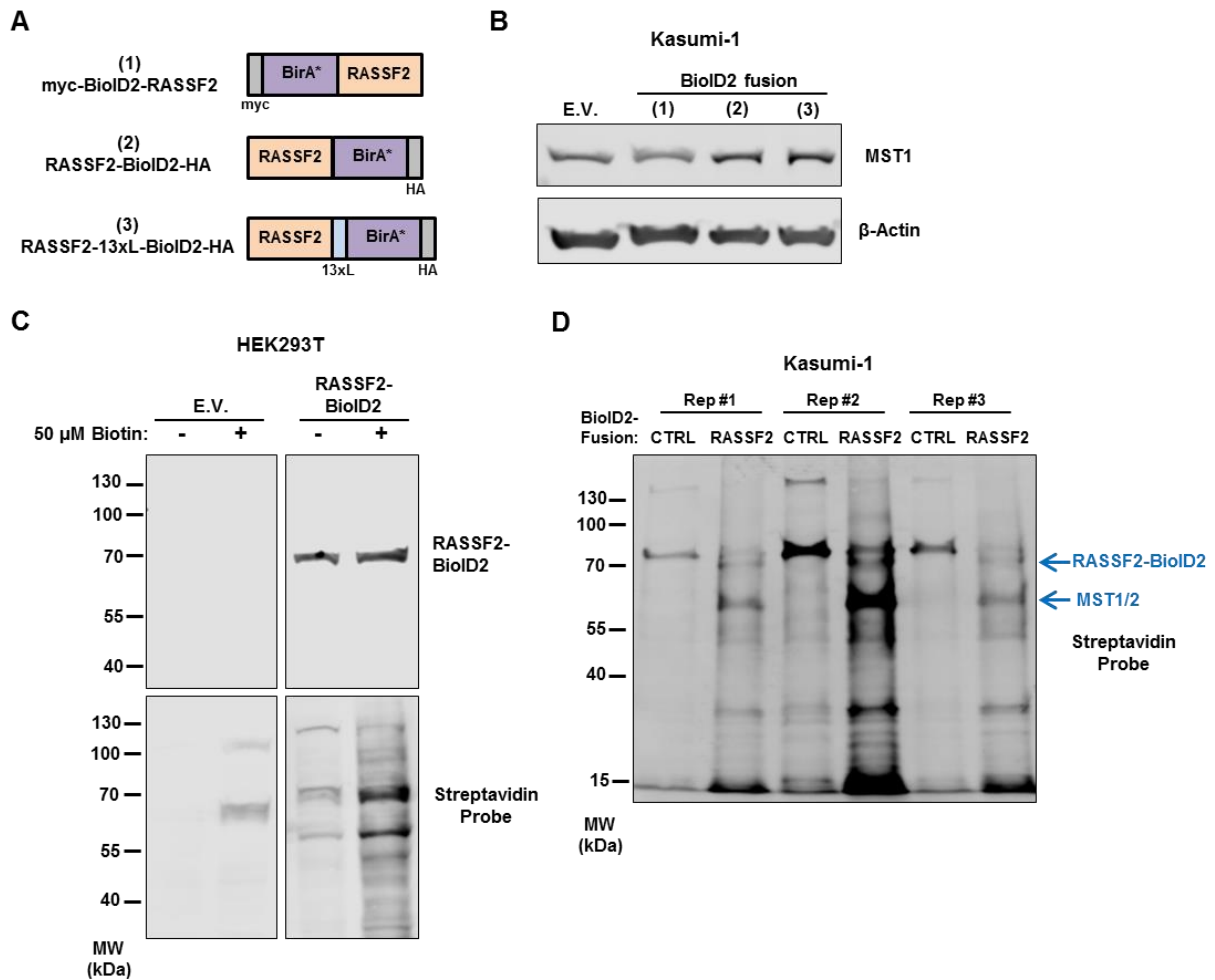 A
(1)
myc-BioID2-RASSF2
BirA*
RASSF2
myc
(2)
RASSF2-BioID2-HA
RASSF2
BirA*
HA
(3)
RASSF2-13xL-BioID2-HA
RASSF2
BirA*
13xL
HA
B
Kasumi-1
BioID2 fusion
E.V.
(1)
(2)
(3)
MST1
β-Actin
C
HEK293T
E.V.
RASSF2-
BioID2
50 µM Biotin:
-
+
-
+
130
100
70
55
40
RASSF2-
BioID2
130
100
70
55
40
Streptavidin
Probe
MW
(kDa)
D
Kasumi-1
Rep #1
Rep #2
Rep #3
BioID2-
Fusion:
CTRL RASSF2 CTRL RASSF2 CTRL RASSF2
130
100
70
55
40
15
RASSF2-BioID2
MST1/2
Streptavidin
Probe
MW
(kDa)